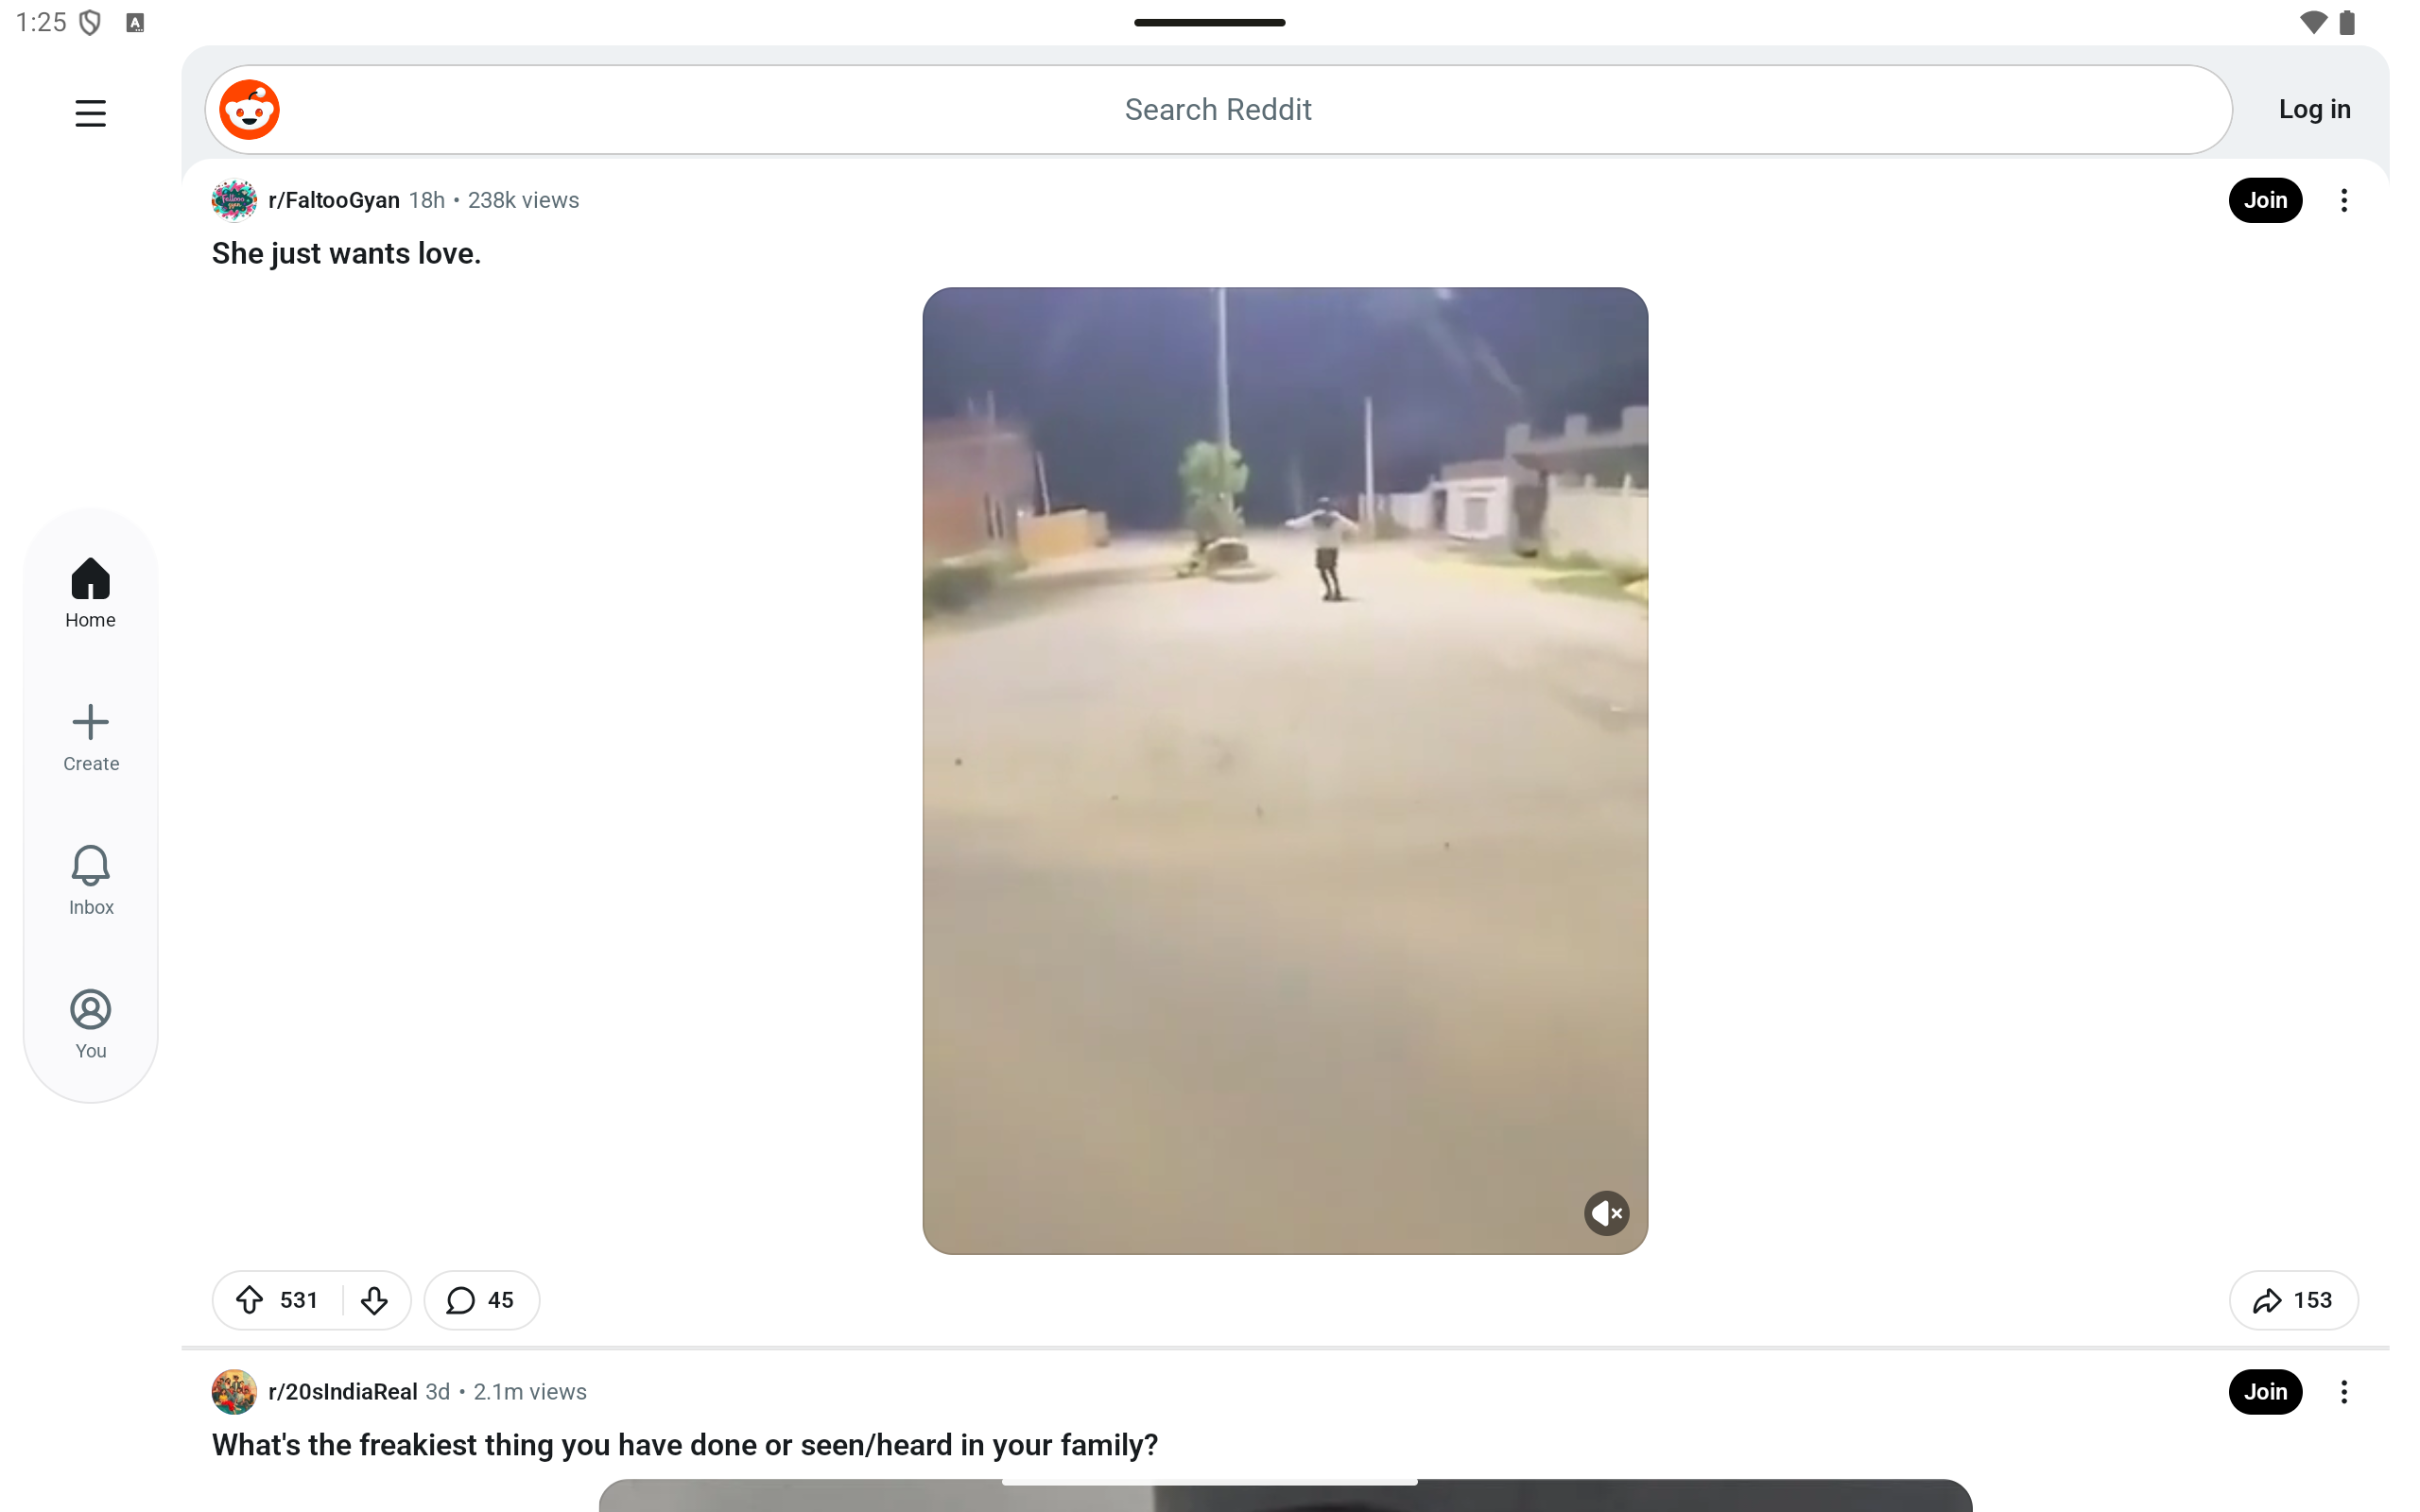 1:25
Search Reddit
Log in
r/FaltooGyan 18h • 238k views
Join
She just wants love.
Home
Create
Inbox
You
531
45
153
r/20sIndiaReal 3d • 2.1m views
Join
What's the freakiest thing you have done or seen/heard in your family?